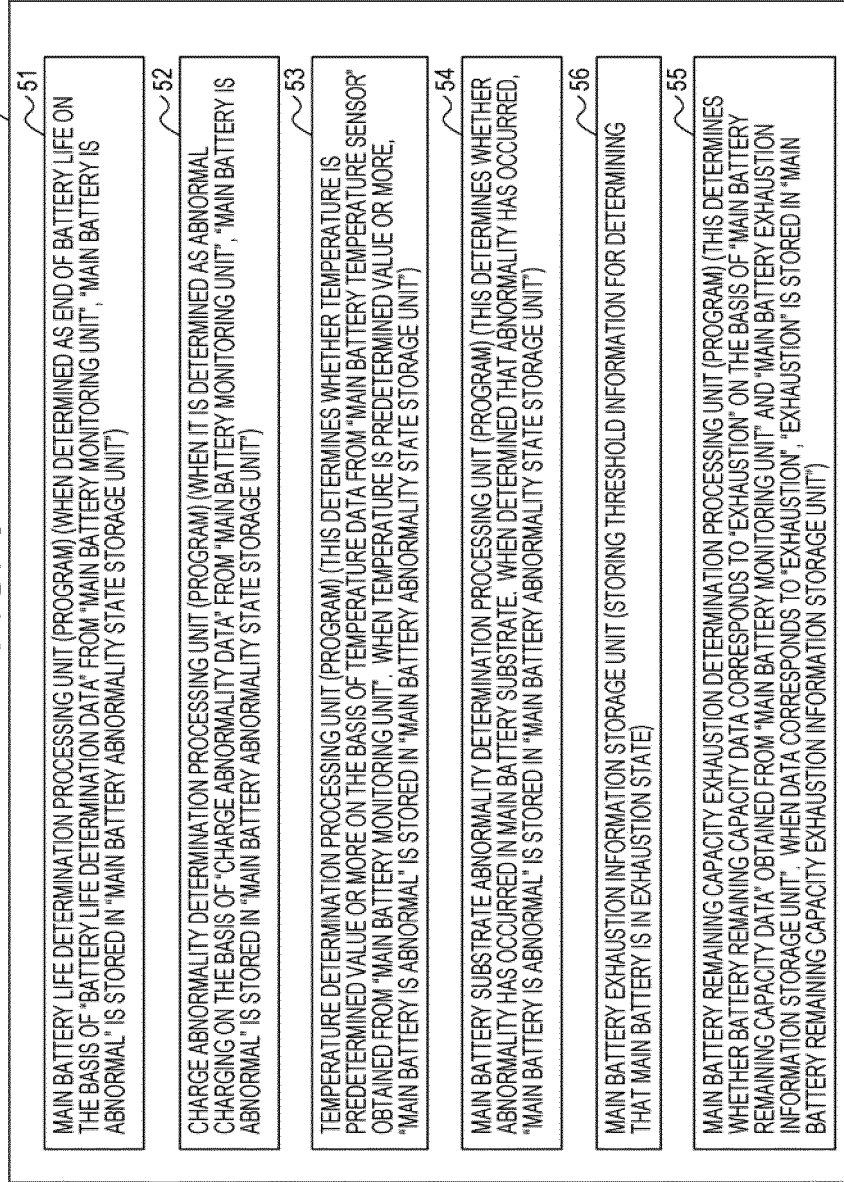 51
MAIN BATTERY LIFE DETERMINATION PROCESSING UNIT (PROGRAM) (WHEN DETERMINED AS END OF BATTERY LIFE ON
THE BASIS OF "BATTERY LIFE DETERMINATION DATA" FROM "MAIN BATTERY MONITORING UNIT", "MAIN BATTERY IS
ABNORMAL" IS STORED IN "MAIN BATTERY ABNORMALITY STATE STORAGE UNIT")
52
CHARGE ABNORMALITY DETERMINATION PROCESSING UNIT (PROGRAM) (WHEN IT IS DETERMINED AS ABNORMAL
CHARGING ON THE BASIS OF "CHARGE ABNORMALITY DATA" FROM "MAIN BATTERY MONITORING UNIT", "MAIN BATTERY IS
ABNORMAL" IS STORED IN "MAIN BATTERY ABNORMALITY STATE STORAGE UNIT")
53
TEMPERATURE DETERMINATION PROCESSING UNIT (PROGRAM) (THIS DETERMINES WHETHER TEMPERATURE IS
PREDETERMINED VALUE OR MORE ON THE BASIS OF TEMPERATURE DATA FROM "MAIN BATTERY TEMPERATURE SENSOR"
OBTAINED FROM "MAIN BATTERY MONITORING UNIT". WHEN TEMPERATURE IS PREDETERMINED VALUE OR MORE,
"MAIN BATTERY IS ABNORMAL" IS STORED IN "MAIN BATTERY ABNORMALITY STATE STORAGE UNIT")
54
MAIN BATTERY SUBSTRATE ABNORMALITY DETERMINATION PROCESSING UNIT (PROGRAM) (THIS DETERMINES WHETHER
ABNORMALITY HAS OCCURRED IN MAIN BATTERY SUBSTRATE. WHEN DETERMINED THAT ABNORMALITY HAS OCCURRED,
"MAIN BATTERY IS ABNORMAL" IS STORED IN "MAIN BATTERY ABNORMALITY STATE STORAGE UNIT")
56
MAIN BATTERY EXHAUSTION INFORMATION STORAGE UNIT (STORING THRESHOLD INFORMATION FOR DETERMINING
THAT MAIN BATTERY IS IN EXHAUSTION STATE)
55
MAIN BATTERY REMAINING CAPACITY EXHAUSTION DETERMINATION PROCESSING UNIT (PROGRAM) (THIS DETERMINES
WHETHER BATTERY REMAINING CAPACITY DATA CORRESPONDS TO "EXHAUSTION" ON THE BASIS OF "MAIN BATTERY
REMAINING CAPACITY DATA" OBTAINED FROM "MAIN BATTERY MONITORING UNIT" AND "MAIN BATTERY EXHAUSTION
INFORMATION STORAGE UNIT". WHEN DATA CORRESPONDS TO "EXHAUSTION", "EXHAUSTION" IS STORED IN "MAIN
BATTERY REMAINING CAPACITY EXHAUSTION INFORMATION STORAGE UNIT")